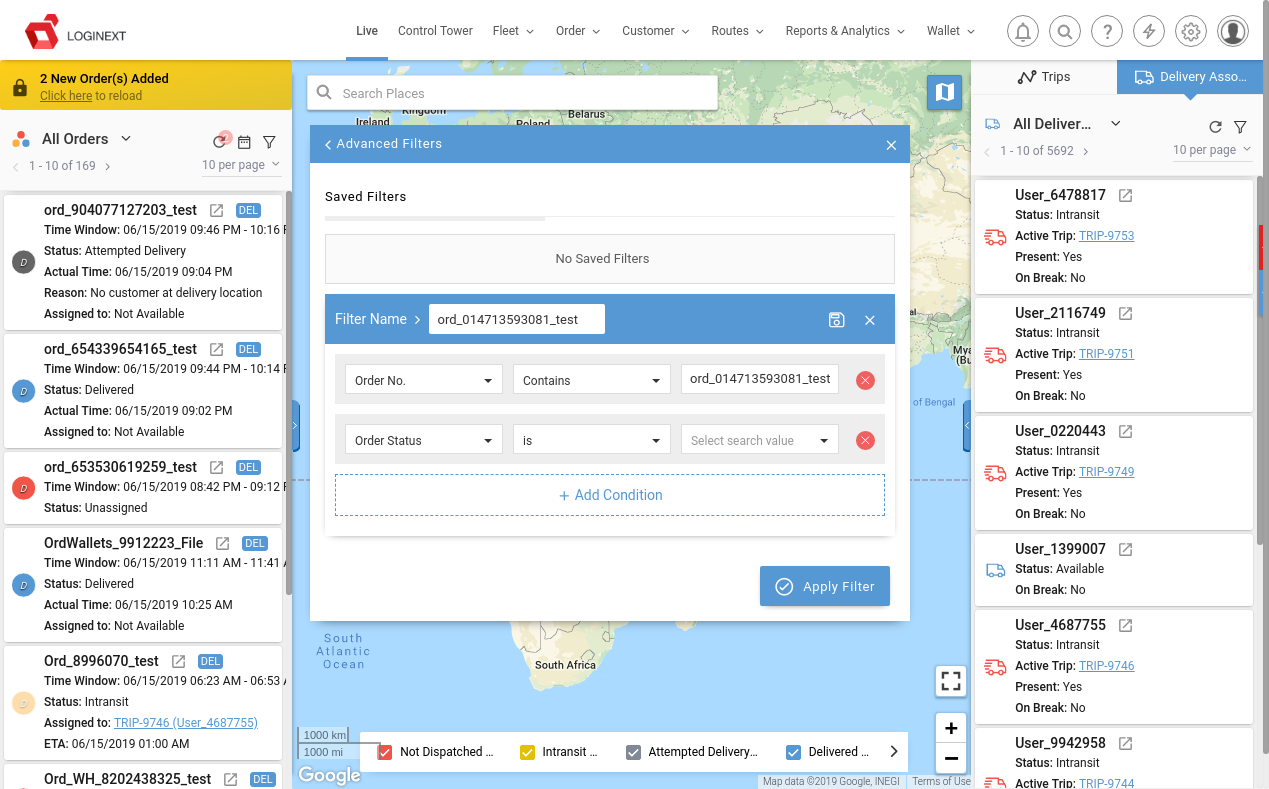 LOGINEXT
Live
Control Tower
Fleet
Order
Customer
Routes
Reports & Analytics
Wallet
2 New Order(s) Added
Click here to reload
All Orders
1 - 10 of 169
10 per page
ord_904077127203_test
DEL
Time Window: 06/15/2019 09:46 PM - 10:16
Status: Attempted Delivery
Actual Time: 06/15/2019 09:04 PM
Reason: No customer at delivery location
Assigned to: Not Available
D
ord_654339654165_test
DEL
Time Window: 06/15/2019 09:44 PM - 10:14
Status: Delivered
Actual Time: 06/15/2019 09:02 PM
Assigned to: Not Available
D
ord_653530619259_test
DEL
Time Window: 06/15/2019 08:42 PM - 09:12
Status: Unassigned
D
OrdWallets_9912223_File
DEL
Time Window: 06/15/2019 11:11 AM - 11:41
Status: Delivered
Actual Time: 06/15/2019 10:25 AM
Assigned to: Not Available
D
Ord_8996070_test
DEL
Time Window: 06/15/2019 06:23 AM - 06:53
Status: Intransit
Assigned to: TRIP-9746 (User_4687755)
ETA: 06/15/2019 01:00 AM
D
Ord_WH_8202438325_test
DEL
Search Places
Ireland
Kingdom
Poland
Belarus
Advanced Filters
Saved Filters
No Saved Filters
Filter Name
ord_014713593081_test
Order No.
Contains
ord_014713593081_test
Order Status
is
Select search value
+ Add Condition
Apply Filter
Mya
(Bu
of Bengal
South
Atlantic
Ocean
South Africa
1000 km
1000 mi
Google
Not Dispatched ...
Intransit ...
Attempted Delivery...
Delivered ...
Map data ©2019 Google, INEGI
Terms of Use
Trips
Delivery Asso...
All Deliver...
1 - 10 of 5692
10 per page
User_6478817
Status: Intransit
Active Trip: TRIP-9753
Present: Yes
On Break: No
User_2116749
Status: Intransit
Active Trip: TRIP-9751
Present: Yes
On Break: No
User_0220443
Status: Intransit
Active Trip: TRIP-9749
Present: Yes
On Break: No
User_1399007
Status: Available
On Break: No
User_4687755
Status: Intransit
Active Trip: TRIP-9746
Present: Yes
On Break: No
User_9942958
Status: Intransit
Active Trip: TRIP-9744